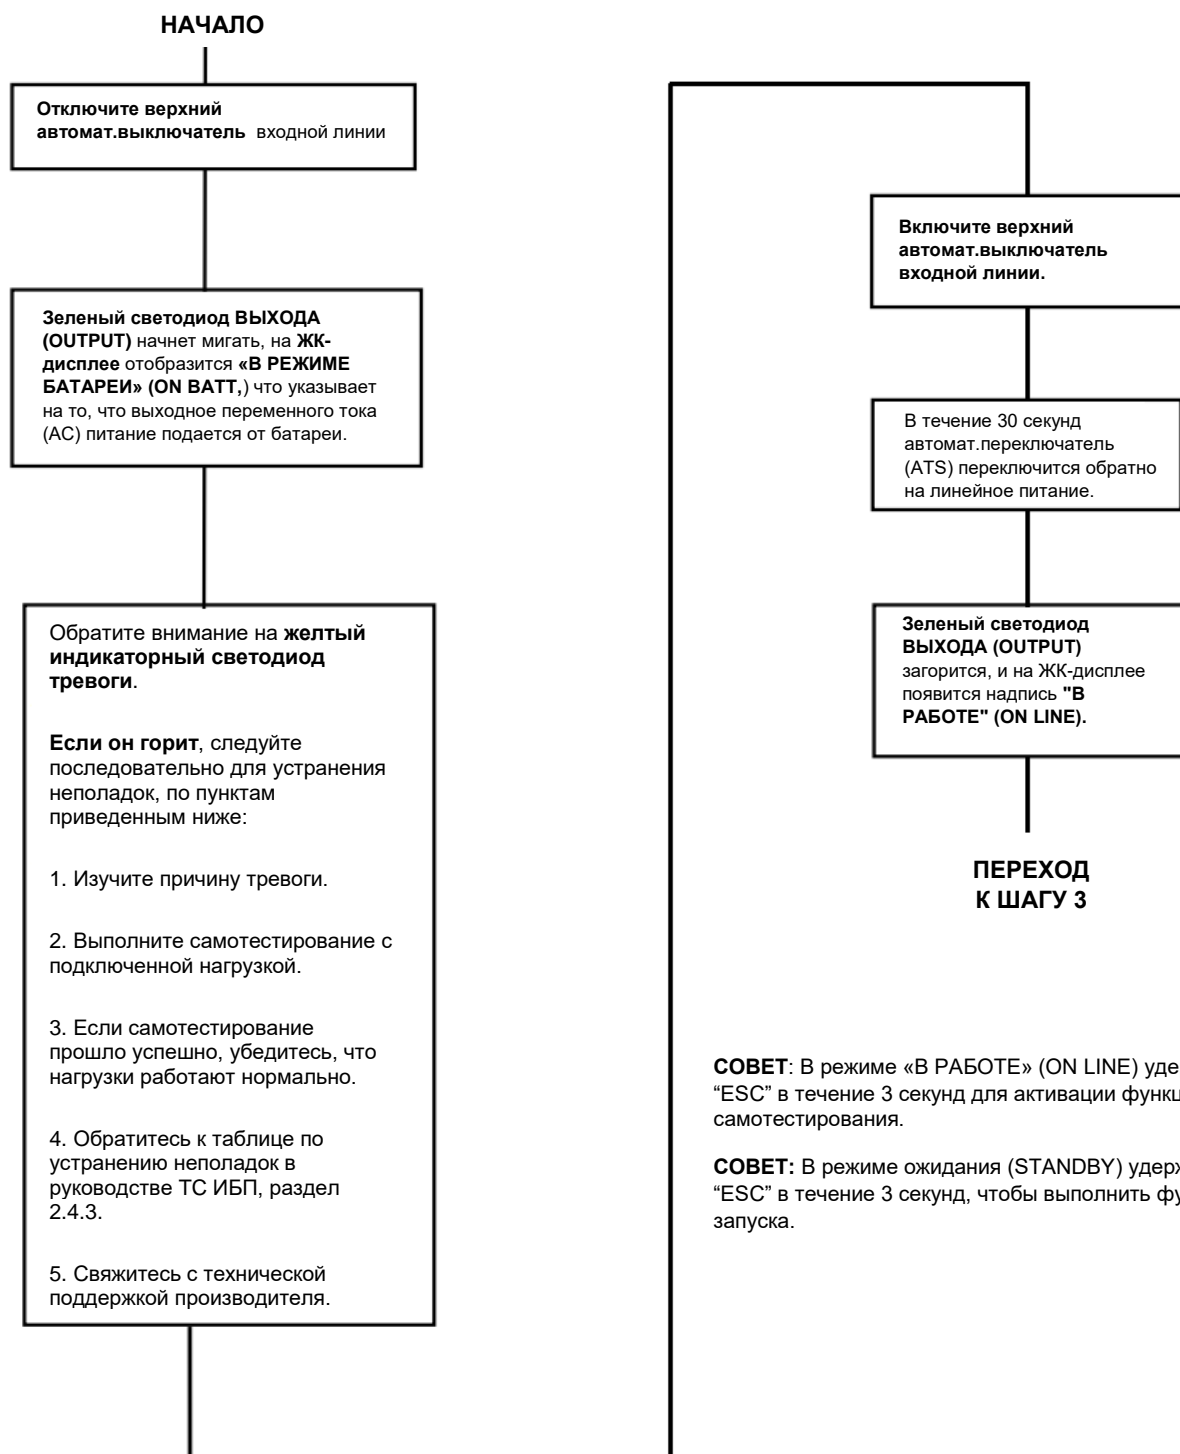 НАЧАЛО
Отключите верхний
автомат.выключатель входной линии
Зеленый светодиод ВЫХОДА
(OUTPUT) начнет мигать, на ЖК-
дисплее отобразится «В РЕЖИМЕ
БАТАРЕИ» (ON BATT,) что указывает
на то, что выходное переменного тока
(AC) питание подается от батареи.
Обратите внимание на желтый
индикаторный светодиод
тревоги.
Если он горит, следуйте
последовательно для устранения
неполадок, по пунктам
приведенным ниже:
1. Изучите причину тревоги.
2. Выполните самотестирование с
подключенной нагрузкой.
3. Если самотестирование
прошло успешно, убедитесь, что
нагрузки работают нормально.
4. Обратитесь к таблице по
устранению неполадок в
руководстве ТС ИБП, раздел
2.4.3.
5. Свяжитесь с технической
поддержкой производителя.
Включите верхний
автомат.выключатель
входной линии.
В течение 30 секунд
автомат.переключатель
(ATS) переключится обратно
на линейное питание.
Зеленый светодиод
ВЫХОДА (OUTPUT)
загорится, и на ЖК-дисплее
появится надпись "В
РАБОТЕ" (ON LINE).
ПЕРЕХОД
К ШАГУ 3
СОВЕТ: В режиме «В РАБОТЕ» (ON LINE)
“ESC” в течение 3 секунд для активации
самотестирования.
СОВЕТ: В режиме ожидания (STANDBY)
“ESC” в течение 3 секунд, чтобы выполнить
запуска.